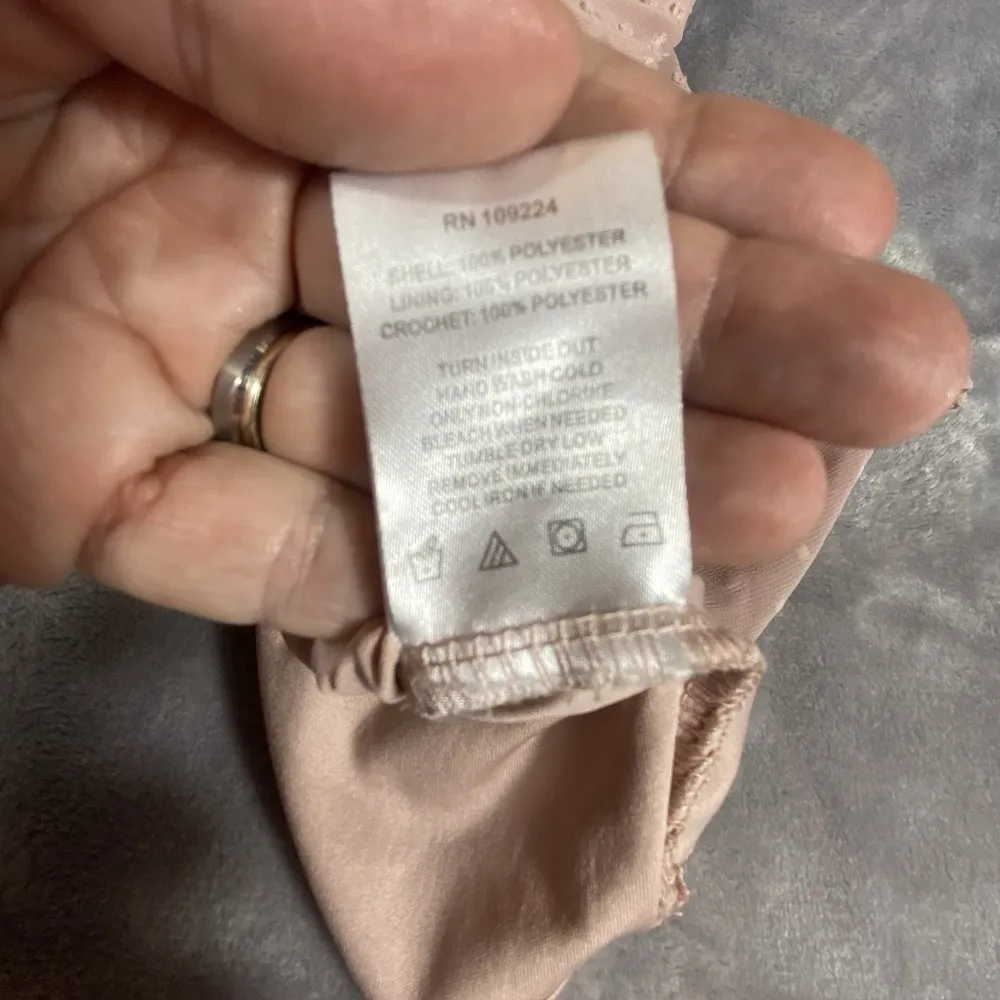 RN 109224
SHELL: 100% POLYESTER
LINING: 100% POLYESTER
CROCHET: 100% POLYESTER
TURN INSIDE OUT
HAND WASH COLD
ONLY NON-CHLORINE
BLEACH WHEN NEEDED
TUMBLE DRY LOW
REMOVE IMMEDIATELY
COOL IRON IF NEEDED